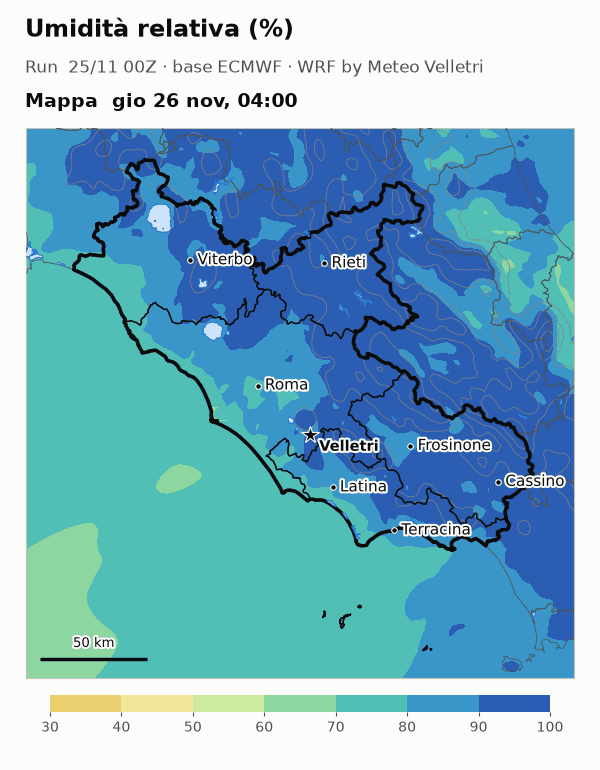 Umidità relativa (%)
Run  25/11 00Z · base ECMWF · WRF by Meteo Velletri
Mappa  gio 26 nov, 04:00
Viterbo
Rieti
Roma
Velletri
Frosinone
Cassino
Latina
Terracina
50 km
30 40 50 60 70 80 90 100